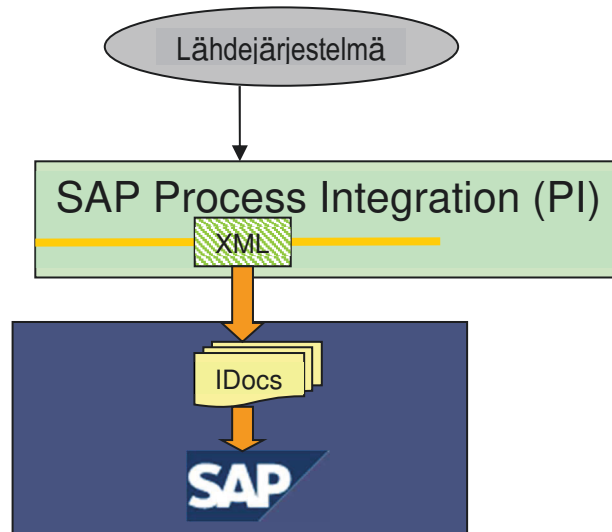 Lähdejärjestelmä
SAP Process Integration (PI)
XML
IDocs
SAP